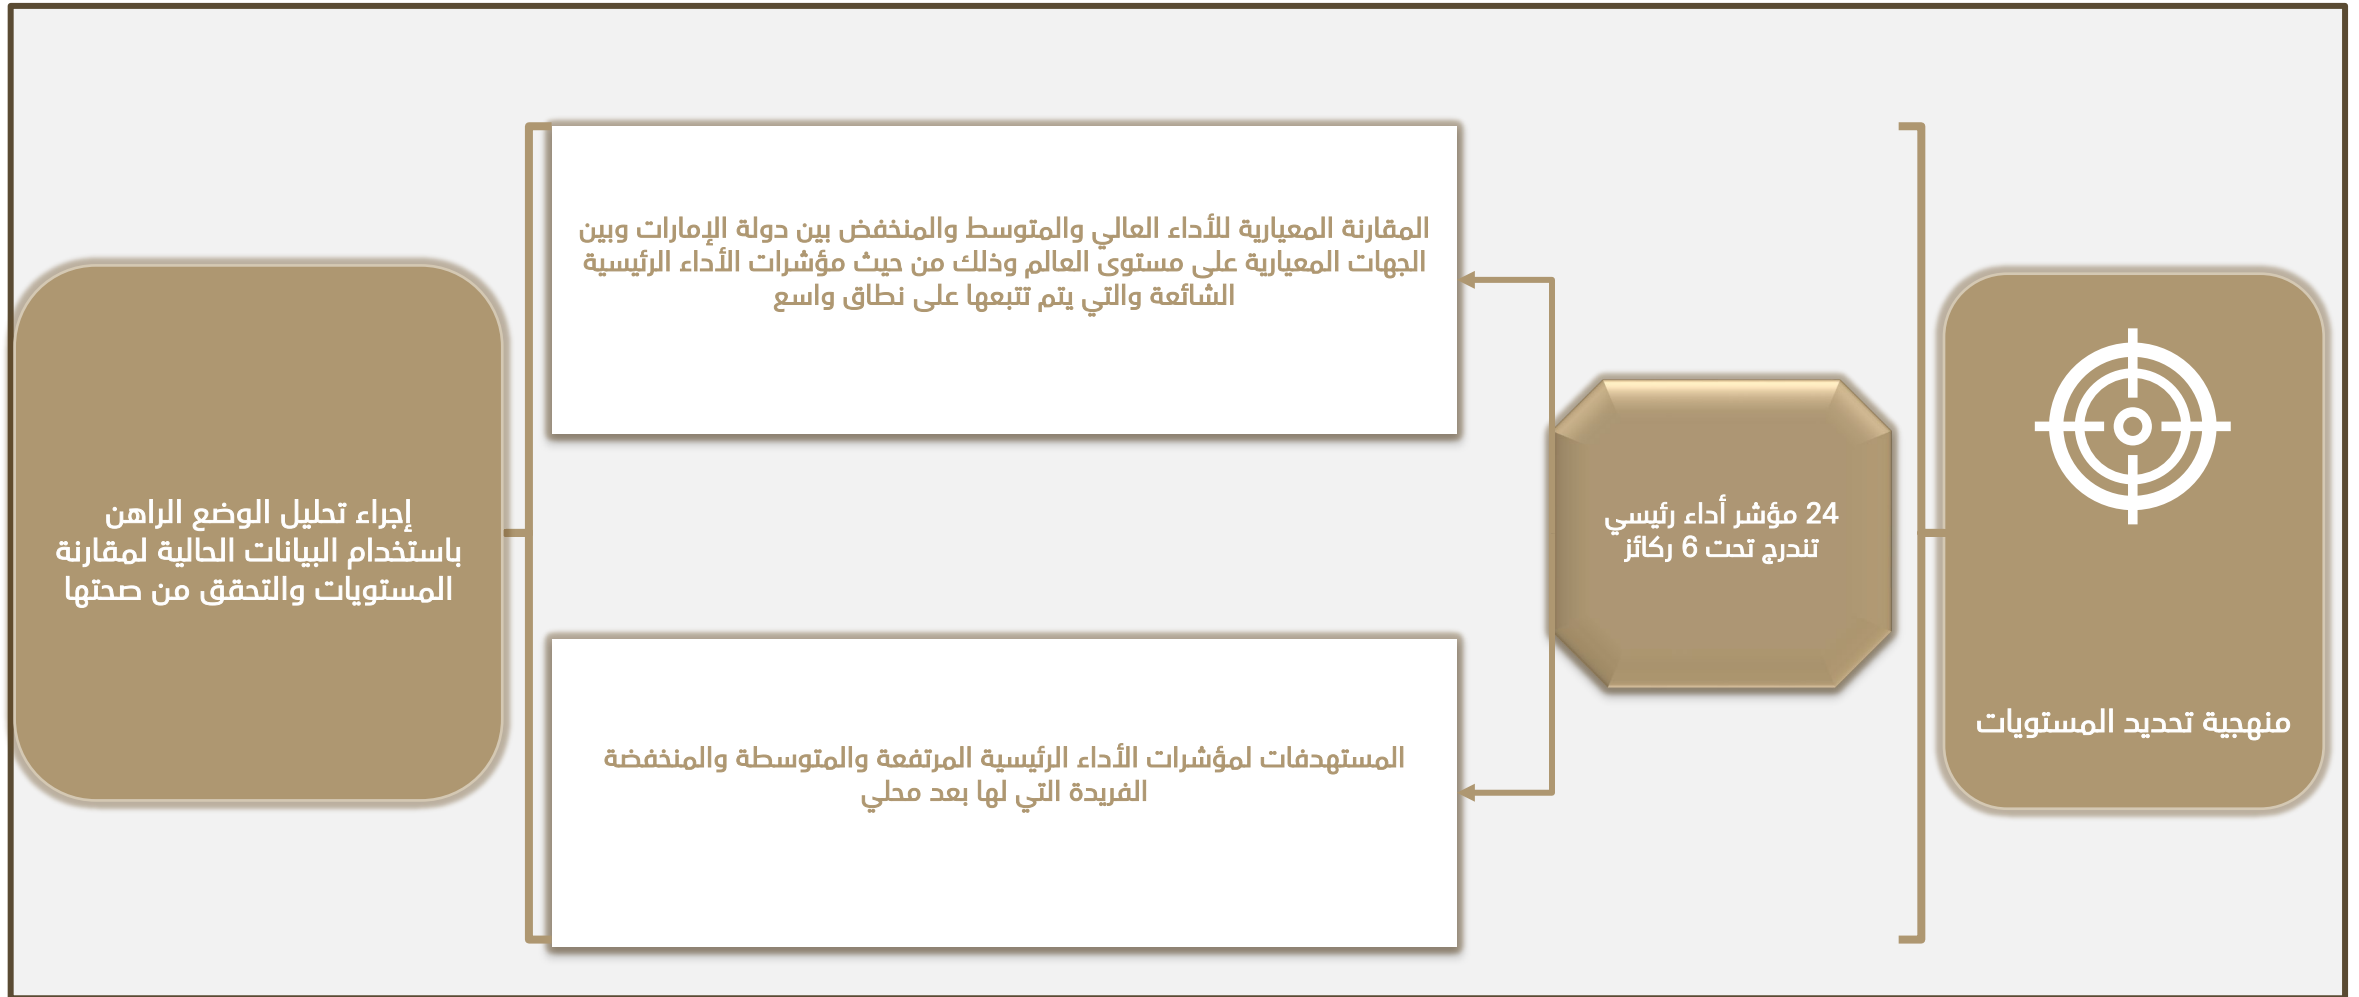 منهجية تحديد المستويات
24 مؤشر أداء رئيسي
تندرج تحت 6 ركائز
المقارنة المعيارية للأداء العالي والمتوسط والمنخفض بين دولة الإمارات وبين
الجهات المعيارية على مستوى العالم وذلك من حيث مؤشرات الأداء الرئيسية
الشائعة والتي يتم تتبعها على نطاق واسع
المستهدفات لمؤشرات الأداء الرئيسية المرتفعة والمتوسطة والمنخفضة
الفريدة التي لها بعد محلي
إجراء تحليل الوضع الراهن
باستخدام البيانات الحالية لمقارنة
المستويات والتحقق من صحتها